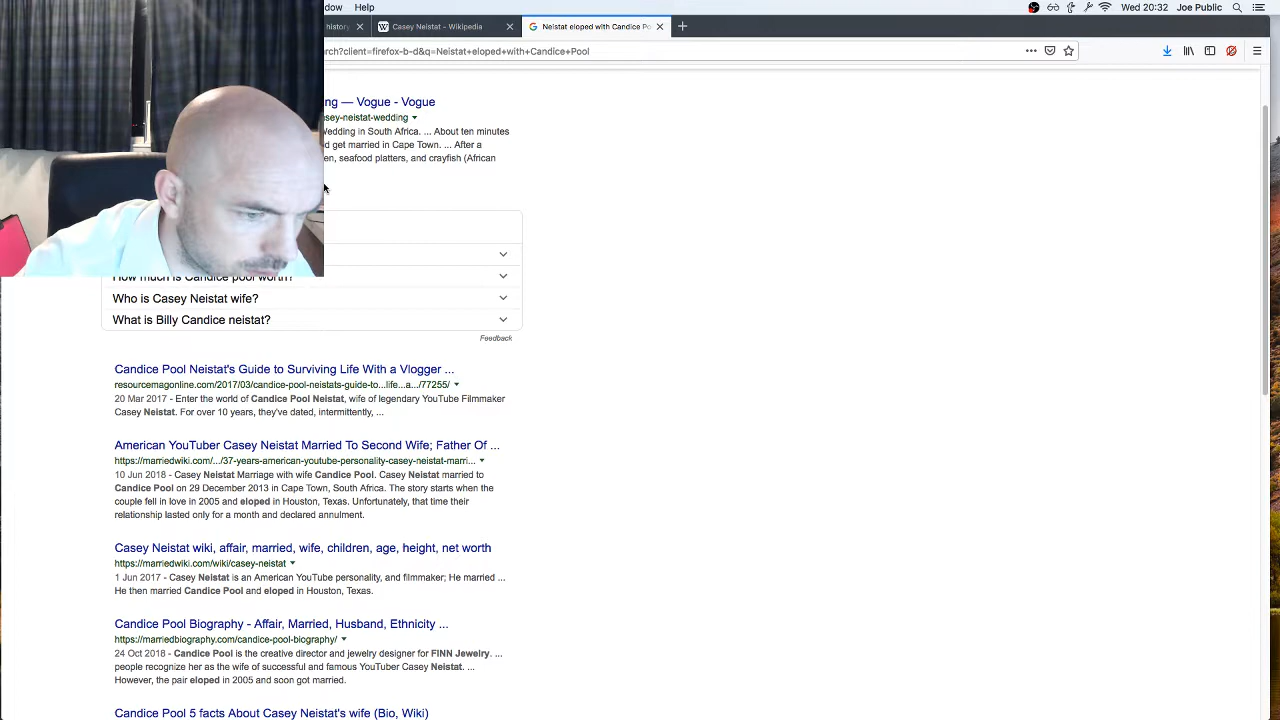 dow Help
Wed 20:32 Joe Public
history
Casey Neistat - Wikipedia
Neistat eloped with Candice Po
rch?client=firefox-b-d&q=Neistat+eloped+with+Candice+Pool
ng — Vogue - Vogue
sey-neistat-wedding
Wedding in South Africa. ... About ten minutes
d get married in Cape Town. ... After a
en, seafood platters, and crayfish (African
How much is Candice pool worth?
Who is Casey Neistat wife?
What is Billy Candice neistat?
Feedback
Candice Pool Neistat's Guide to Surviving Life With a Vlogger ...
resourcemagonline.com/2017/03/candice-pool-neistats-guide-to...life...a.../77255/
20 Mar 2017 - Enter the world of Candice Pool Neistat, wife of legendary YouTube Filmmaker
Casey Neistat. For over 10 years, they've dated, intermittently, ...
American YouTuber Casey Neistat Married To Second Wife; Father Of ...
https://marriedwiki.com/.../37-years-american-youtube-personality-casey-neistat-marri...
10 Jun 2018 - Casey Neistat Marriage with wife Candice Pool. Casey Neistat married to
Candice Pool on 29 December 2013 in Cape Town, South Africa. The story starts when the
couple fell in love in 2005 and eloped in Houston, Texas. Unfortunately, that time their
relationship lasted only for a month and declared annulment.
Casey Neistat wiki, affair, married, wife, children, age, height, net worth
https://marriedwiki.com/wiki/casey-neistat
1 Jun 2017 - Casey Neistat is an American YouTube personality, and filmmaker; He married ...
He then married Candice Pool and eloped in Houston, Texas.
Candice Pool Biography - Affair, Married, Husband, Ethnicity ...
https://marriedbiography.com/candice-pool-biography/
24 Oct 2018 - Candice Pool is the creative director and jewelry designer for FINN Jewelry. ...
people recognize her as the wife of successful and famous YouTuber Casey Neistat. ...
However, the pair eloped in 2005 and soon got married.
Candice Pool 5 facts About Casey Neistat's wife (Bio, Wiki)